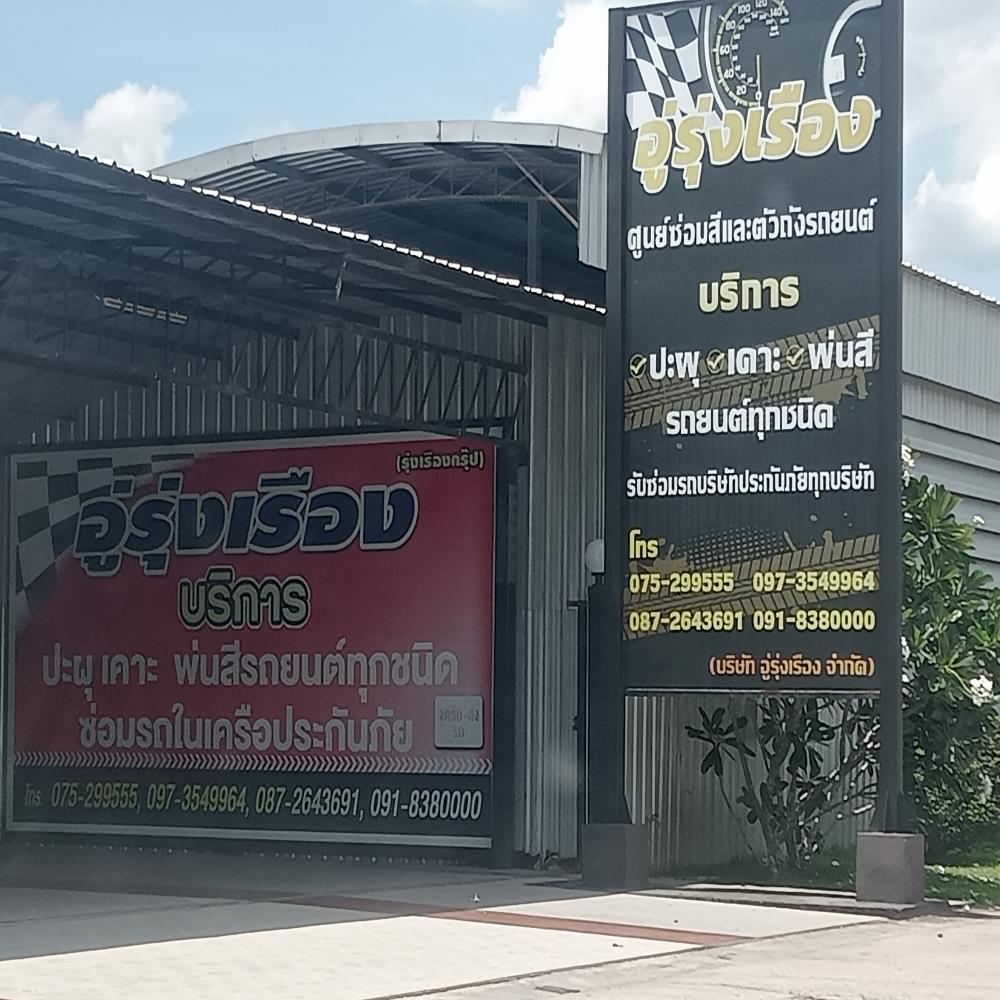 อู่รุ่งเรือง
ศูนย์ซ่อมสีและตัวถังรถยนต์
บริการ
ปะผุ เคาะ พ่นสี
รถยนต์ทุกชนิด
รับซ่อมรถบริษัทประกันภัยทุกบริษัท
โทร
075-299555 097-3549964
087-2643691 091-8380000
(บริษัท อู่รุ่งเรือง จำกัด)
(รุ่งเรืองกรุ๊ป)
อู่รุ่งเรือง
บริการ
ปะผุ เคาะ พ่นสีรถยนต์ทุกชนิด
ซ่อมรถในเครือประกันภัย
จุดรับ-ส่ง
รถ
โทร. 075-299555, 097-3549964, 087-2643691, 091-8380000